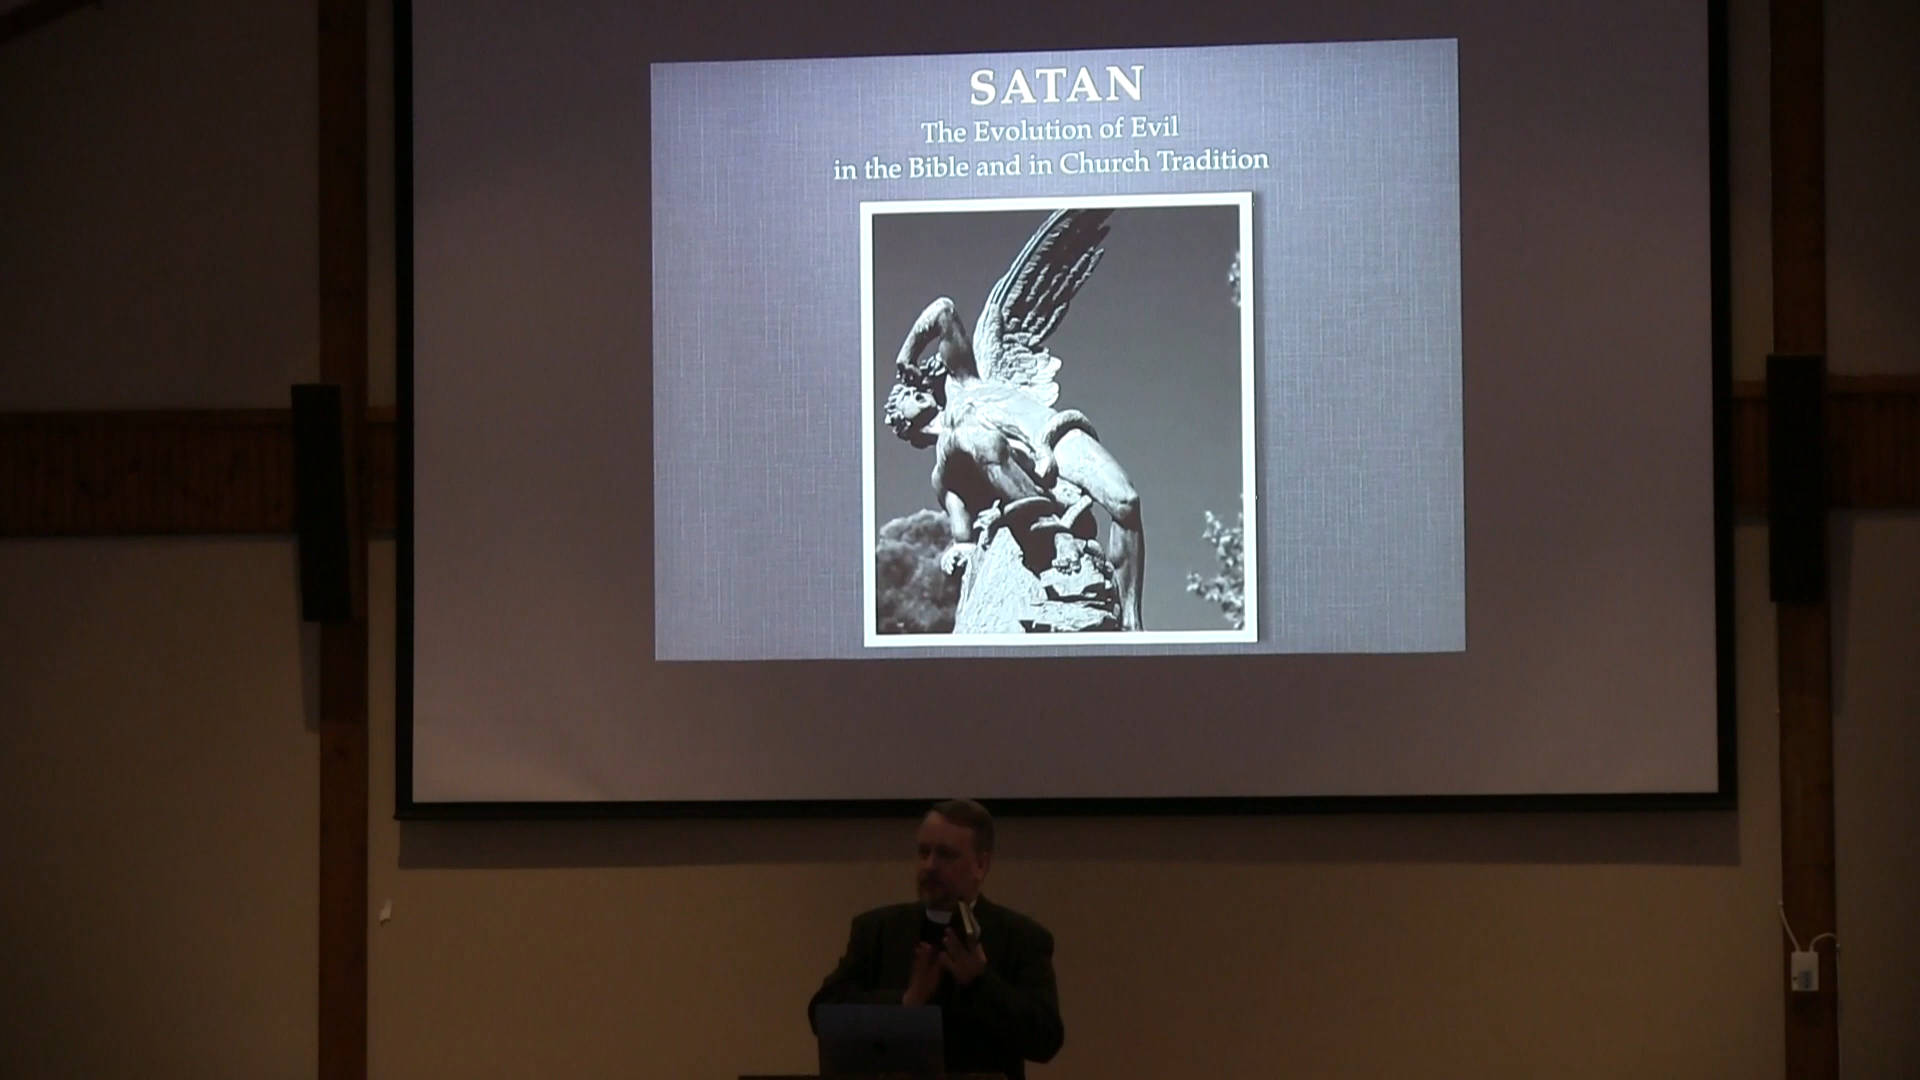 SATAN
The Evolution of Evil
in the Bible and in Church Tradition